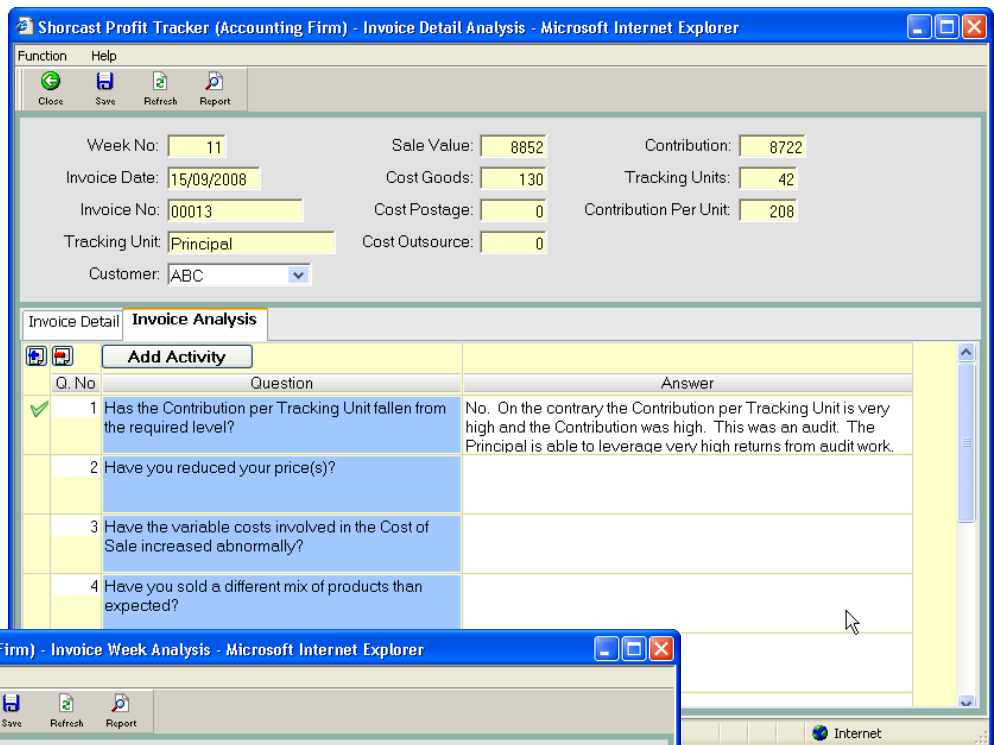 Shorcast Profit Tracker (Accounting Firm) - Invoice Detail Analysis - Microsoft Internet Explorer
Function Help
Close Save Refresh Report
Week No: 11 Sale Value: 8852 Contribution: 8722
Invoice Date: 15/09/2008 Cost Goods: 130 Tracking Units: 42
Invoice No: 00013 Cost Postage: 0 Contribution Per Unit: 208
Tracking Unit: Principal Cost Outsource: 0
Customer: ABC
Invoice Detail Invoice Analysis
Add Activity
Q. No Question Answer
1 Has the Contribution per Tracking Unit fallen from No. On the contrary the Contribution per Tracking Unit is very
the required level? high and the Contribution was high. This was an audit. The
Principal is able to leverage very high returns from audit work.
2 Have you reduced your price(s)?
3 Have the variable costs involved in the Cost of
Sale increased abnormally?
4 Have you sold a different mix of products than
expected?
Firm) - Invoice Week Analysis - Microsoft Internet Explorer
Save Refresh Report
Internet